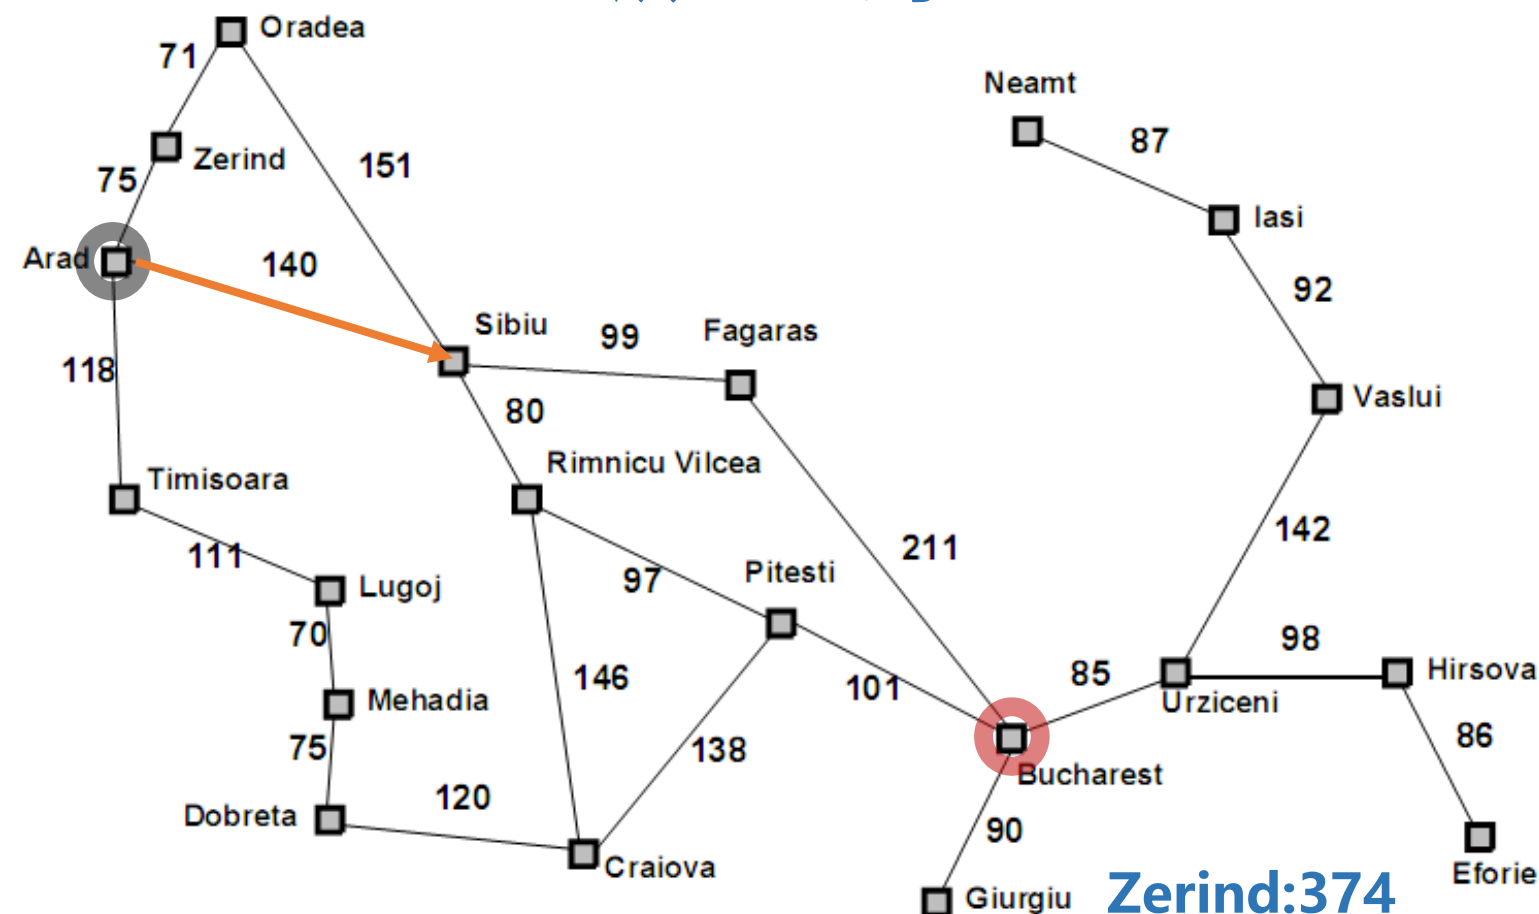 Oradea
71
Neamt
87
Zerind
151
75
Iasi
Arad
140
92
Sibiu
99
Fagaras
118
80
Vaslui
Rimnicu Vilcea
Timisoara
142
111
211
97
Pitesti
Lugoj
70
98
146
101
85
Hirsova
Mehadia
Urziceni
75
138
86
Bucharest
120
Dobreta
90
Craiova
Eforie
Giurgiu
Zerind:374